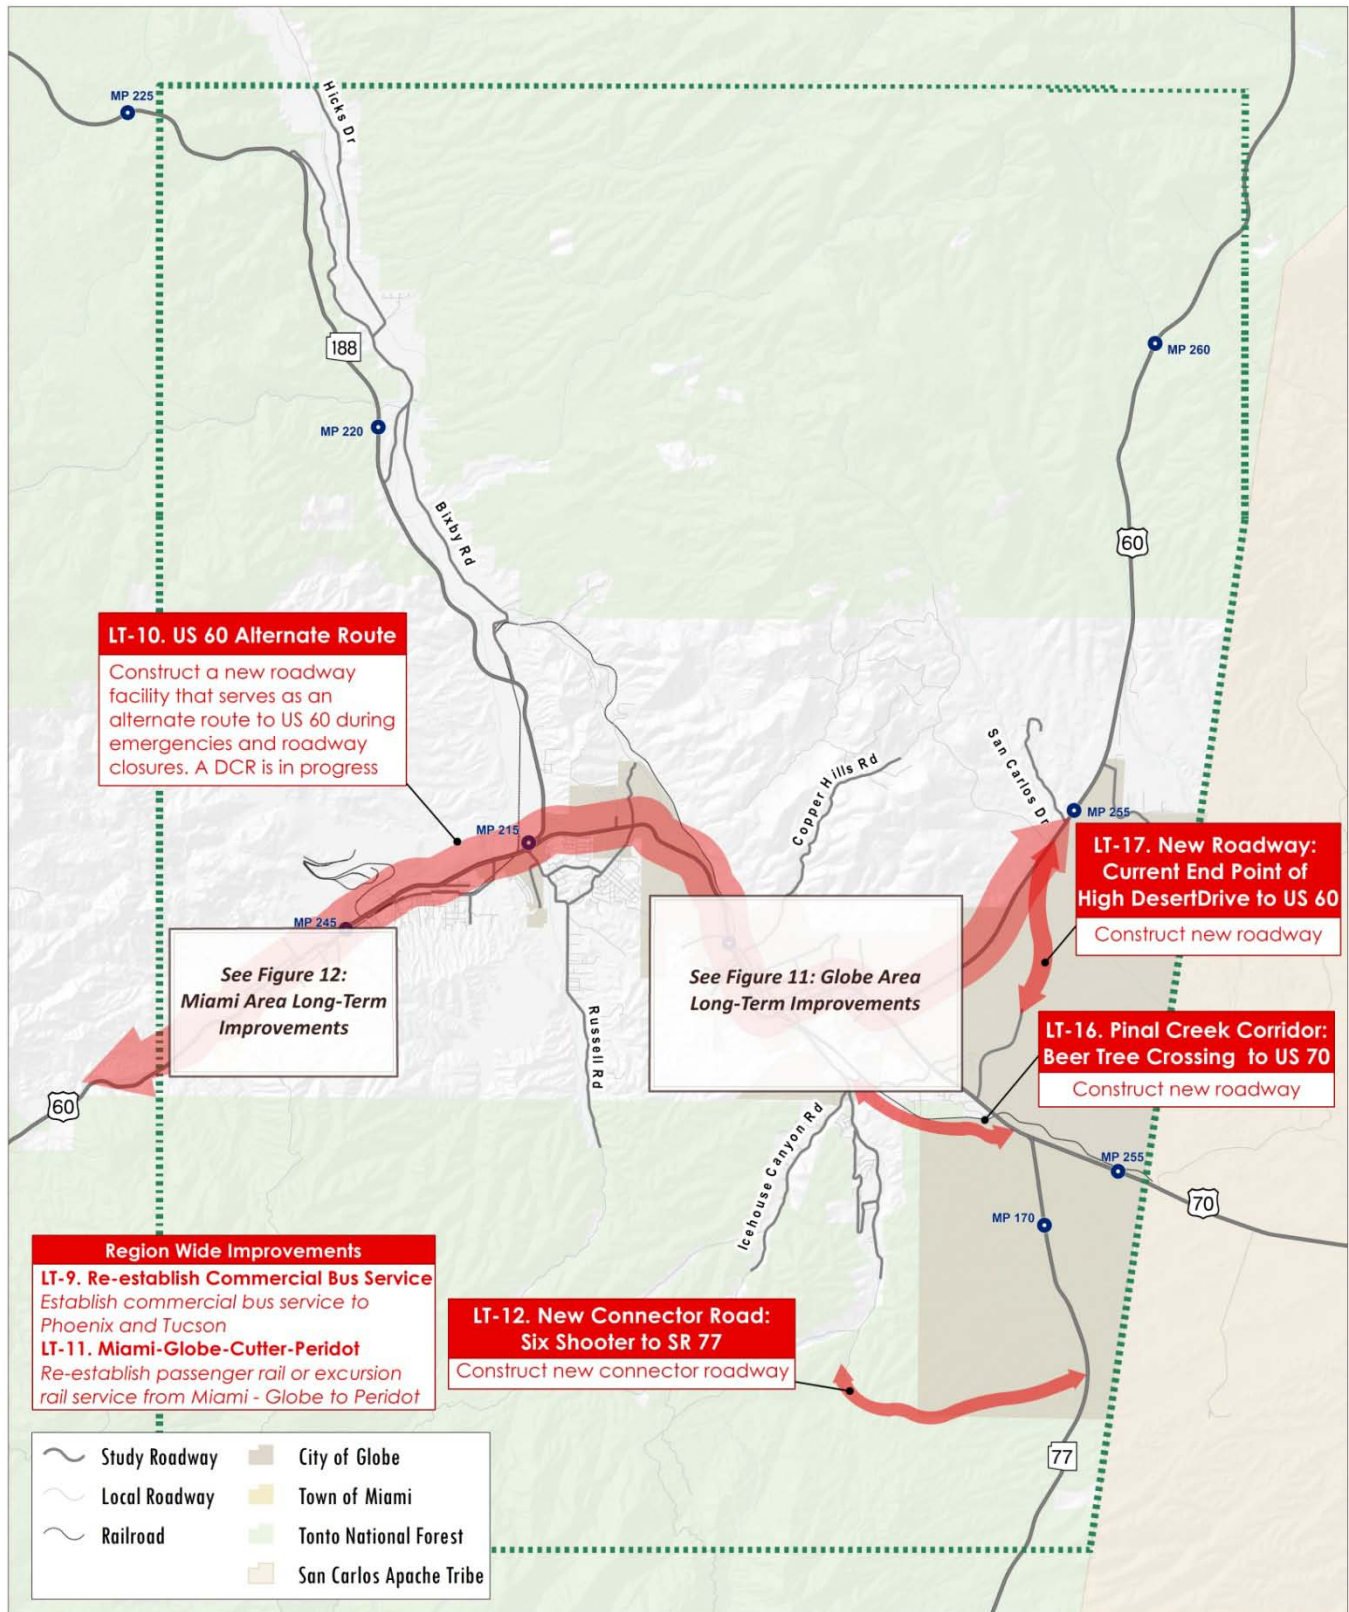 MP 225
Hicks Dr
188
MP 260
MP 220
Bixby Rd
60
LT-10. US 60 Alternate Route
Construct a new roadway
facility that serves as an
alternate route to US 60 during
emergencies and roadway
closures. A DCR is in progress
Copper Hills Rd
San Carlos Dr
MP 255
MP 215
LT-17. New Roadway:
Current End Point of
High DesertDrive to US 60
Construct new roadway
MP 245
See Figure 12:
Miami Area Long-Term
Improvements
See Figure 11: Globe Area
Long-Term Improvements
Russell Rd
LT-16. Pinal Creek Corridor:
Beer Tree Crossing to US 70
Construct new roadway
60
Icehouse Canyon Rd
MP 255
70
MP 170
Region Wide Improvements
LT-9. Re-establish Commercial Bus Service
Establish commercial bus service to
Phoenix and Tucson
LT-11. Miami-Globe-Cutter-Peridot
Re-establish passenger rail or excursion
rail service from Miami - Globe to Peridot
LT-12. New Connector Road:
Six Shooter to SR 77
Construct new connector roadway
77
Study Roadway
Local Roadway
Railroad
City of Globe
Town of Miami
Tonto National Forest
San Carlos Apache Tribe